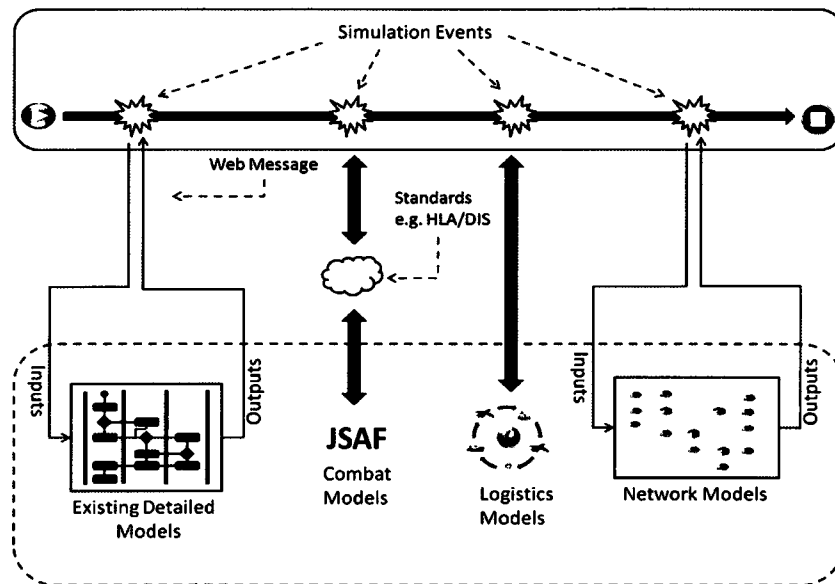 Simulation Events
Web Message
Standards
e.g. HLA/DIS
Inputs
Outputs
Inputs
Outputs
JSAF
Combat
Models
Existing Detailed
Models
Logistics
Models
Network Models